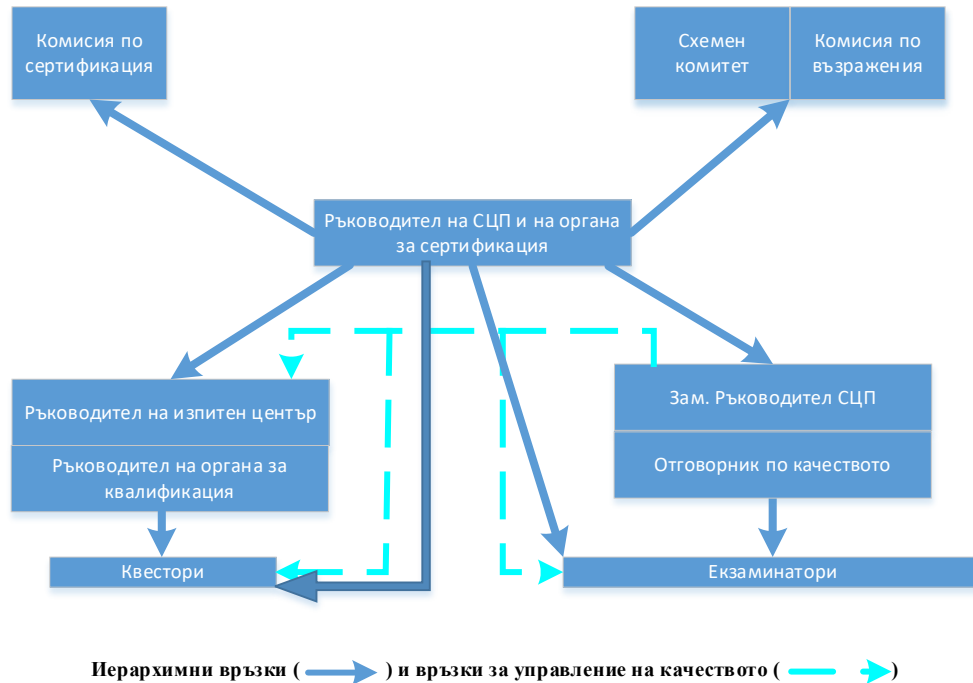 Комисия по
сертификация
Схемен
комитет
Комисия по
възражения
Ръководител на СЦП и на органа
за сертификация
Ръководител на изпитен център
Ръководител на органа за
квалификация
Зам. Ръководител СЦП
Отговорник по качеството
Квестори
Екзаминатори
Иерархимни връзки ( ) и връзки за управление на качеството ( )